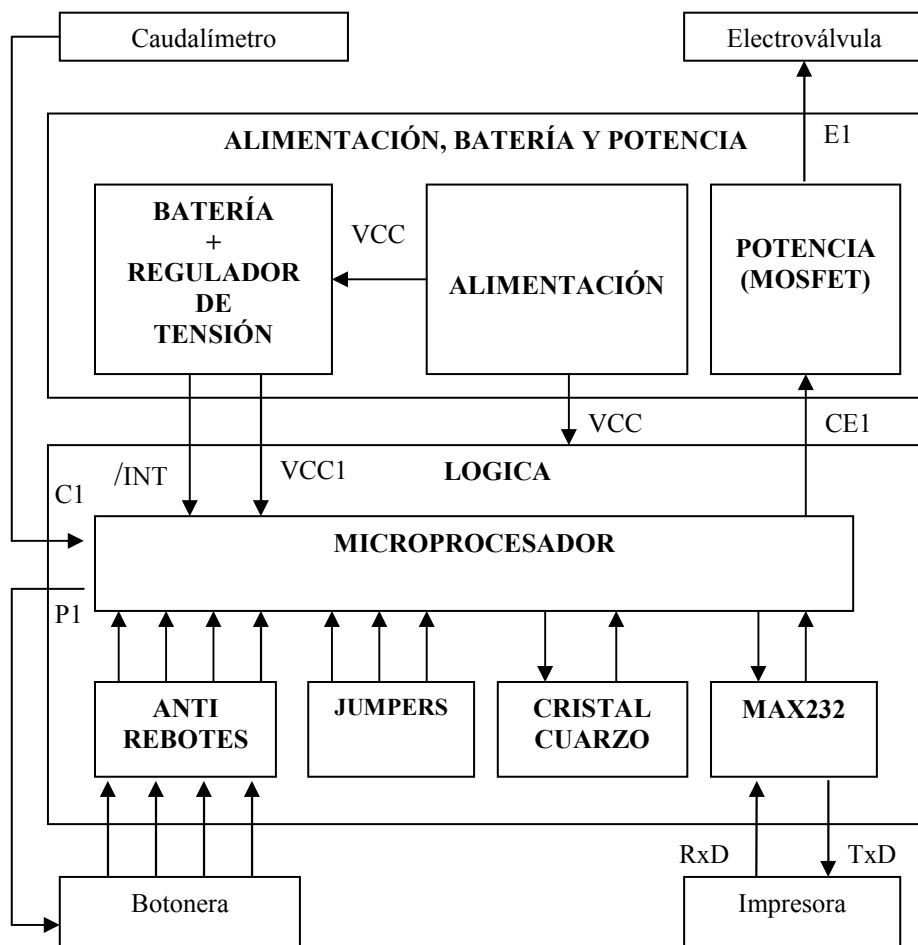 Caudalímetro
Electroválvula
ALIMENTACIÓN, BATERÍA Y POTENCIA
E1
BATERÍA
+
REGULADOR
DE
TENSIÓN
VCC
ALIMENTACIÓN
POTENCIA
(MOSFET)
VCC
CE1
/INT
VCC1
LOGICA
C1
MICROPROCESADOR
P1
ANTI
REBOTES
JUMPERS
CRISTAL
CUARZO
MAX232
RxD
TxD
Botonera
Impresora